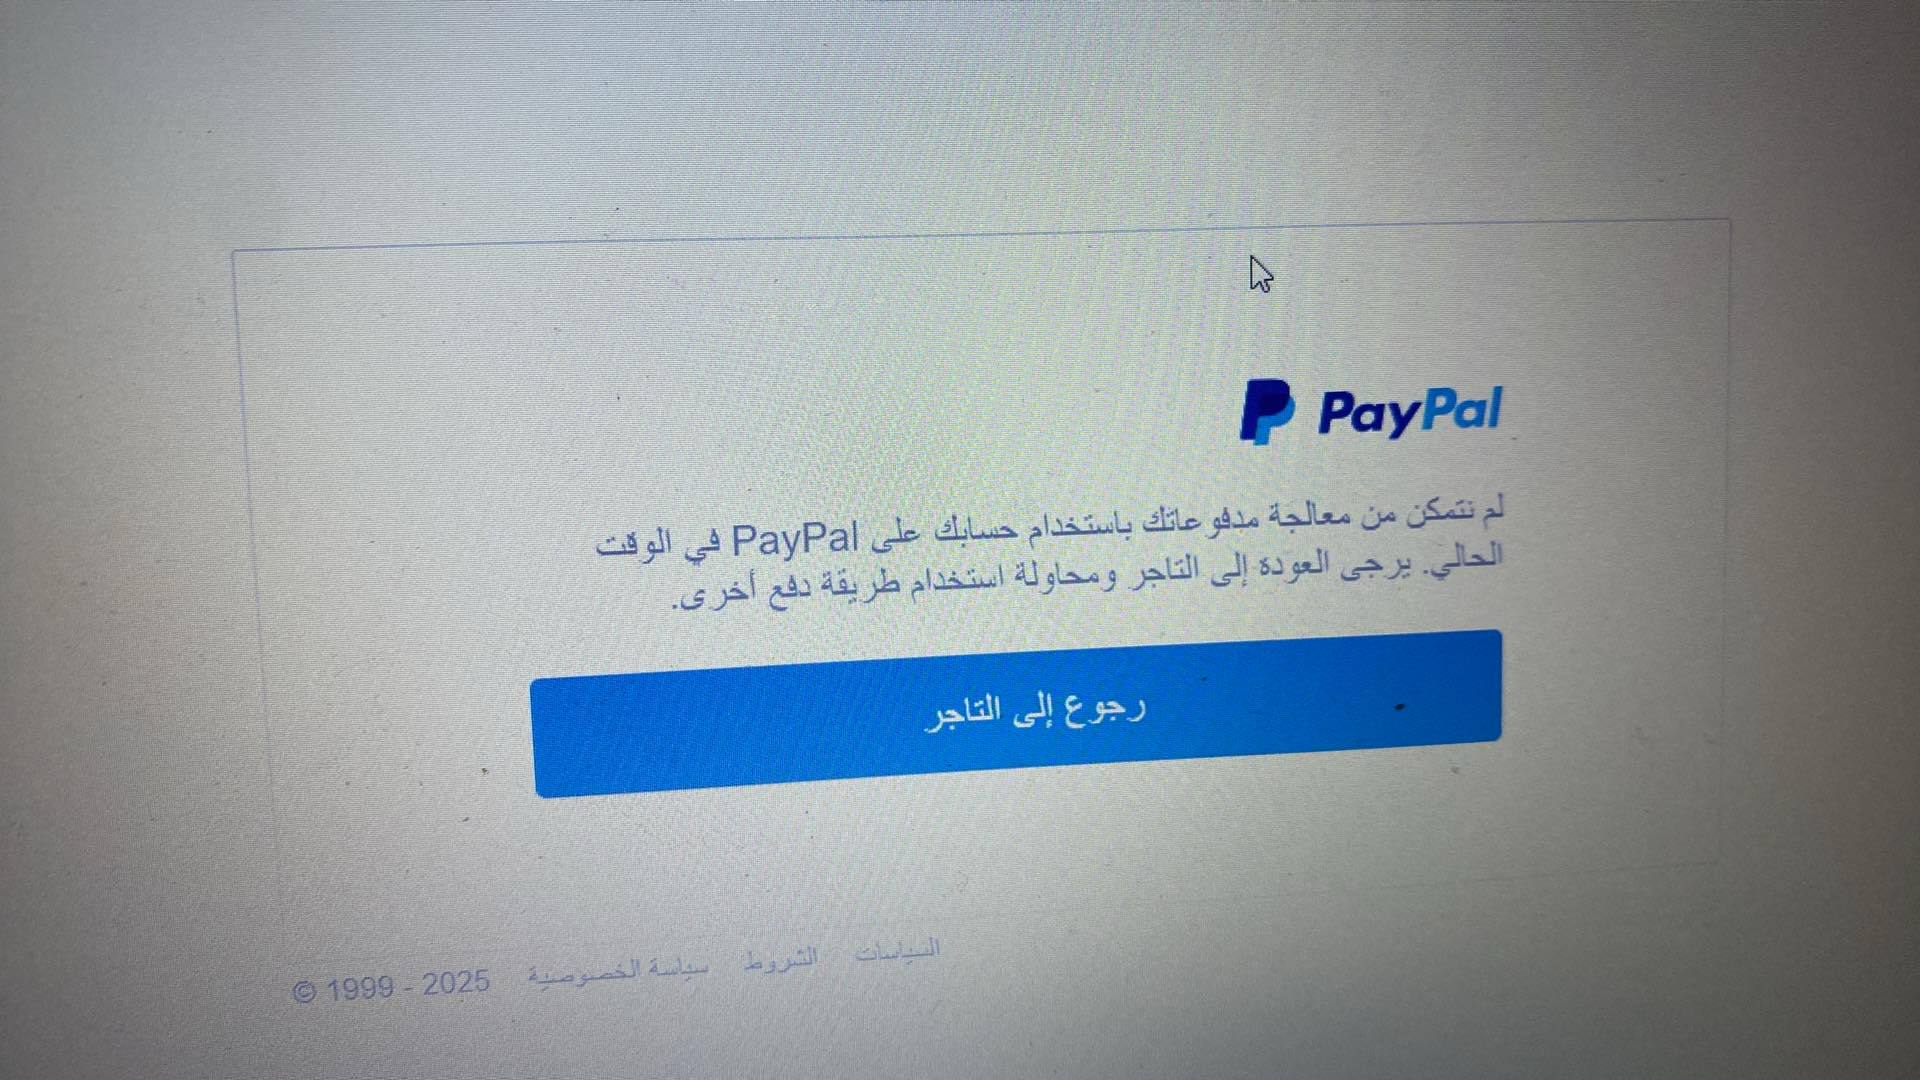 PayPal
لم نتمكن من معالجة مدفوعاتك باستخدام حسابك على PayPal في الوقت
الحالي. يرجى العودة إلى التاجر ومحاولة استخدام طريقة دفع أخرى.
رجوع إلى التاجر
السياسات الشروط سياسة الخصوصية © 1999 - 2025